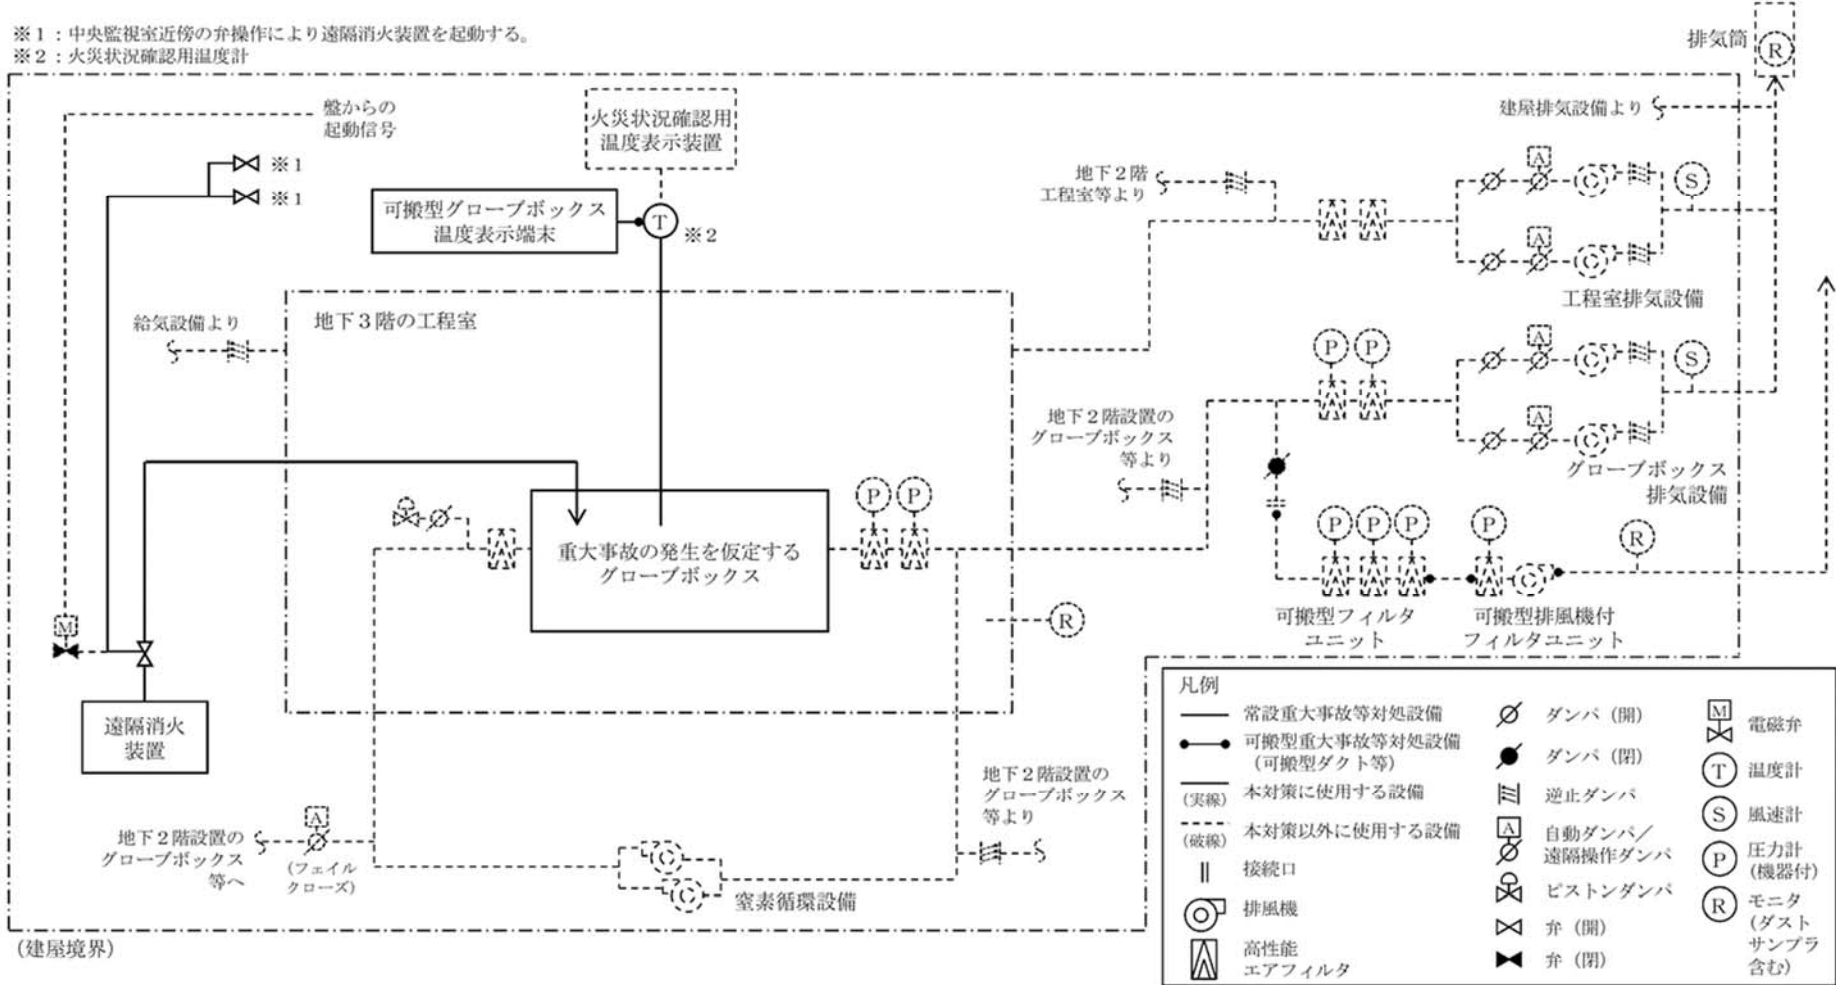 ※1：中央監視室近傍の弁操作により遠隔消火装置を起動する。
※2：火災状況確認用温度計
排気筒
R
盤からの
起動信号
※1
※1
火災状況確認用
温度表示装置
可搬型グローブボックス
温度表示端末
T
※2
建屋排気設備より
地下2階
工程室等より
A
S
A
工程室排気設備
給気設備より
地下3階の工程室
P
P
A
S
地下2階設置の
グローブボックス
等より
A
グローブボックス
排気設備
P
P
重大事故の発生を仮定する
グローブボックス
P
P
P
P
R
可搬型フィルタ
ユニット
可搬型排風機付
フィルタユニット
R
M
遠隔消火
装置
地下2階設置の
グローブボックス
等へ
A
(フェイル
クローズ)
窒素循環設備
地下2階設置の
グローブボックス
等より
(建屋境界)
凡例
常設重大事故等対処設備
可搬型重大事故等対処設備
(可搬型ダクト等)
(実線) 本対策に使用する設備
(破線) 本対策以外に使用する設備
接続口
排風機
高性能
エアフィルタ
ダンパ (開)
ダンパ (閉)
逆止ダンパ
A 自動ダンパ／
遠隔操作ダンパ
ピストンダンパ
弁 (開)
弁 (閉)
M 電磁弁
T 温度計
S 風速計
P 圧力計
(機器付)
R モニタ
(ダスト
サンプラ
含む)